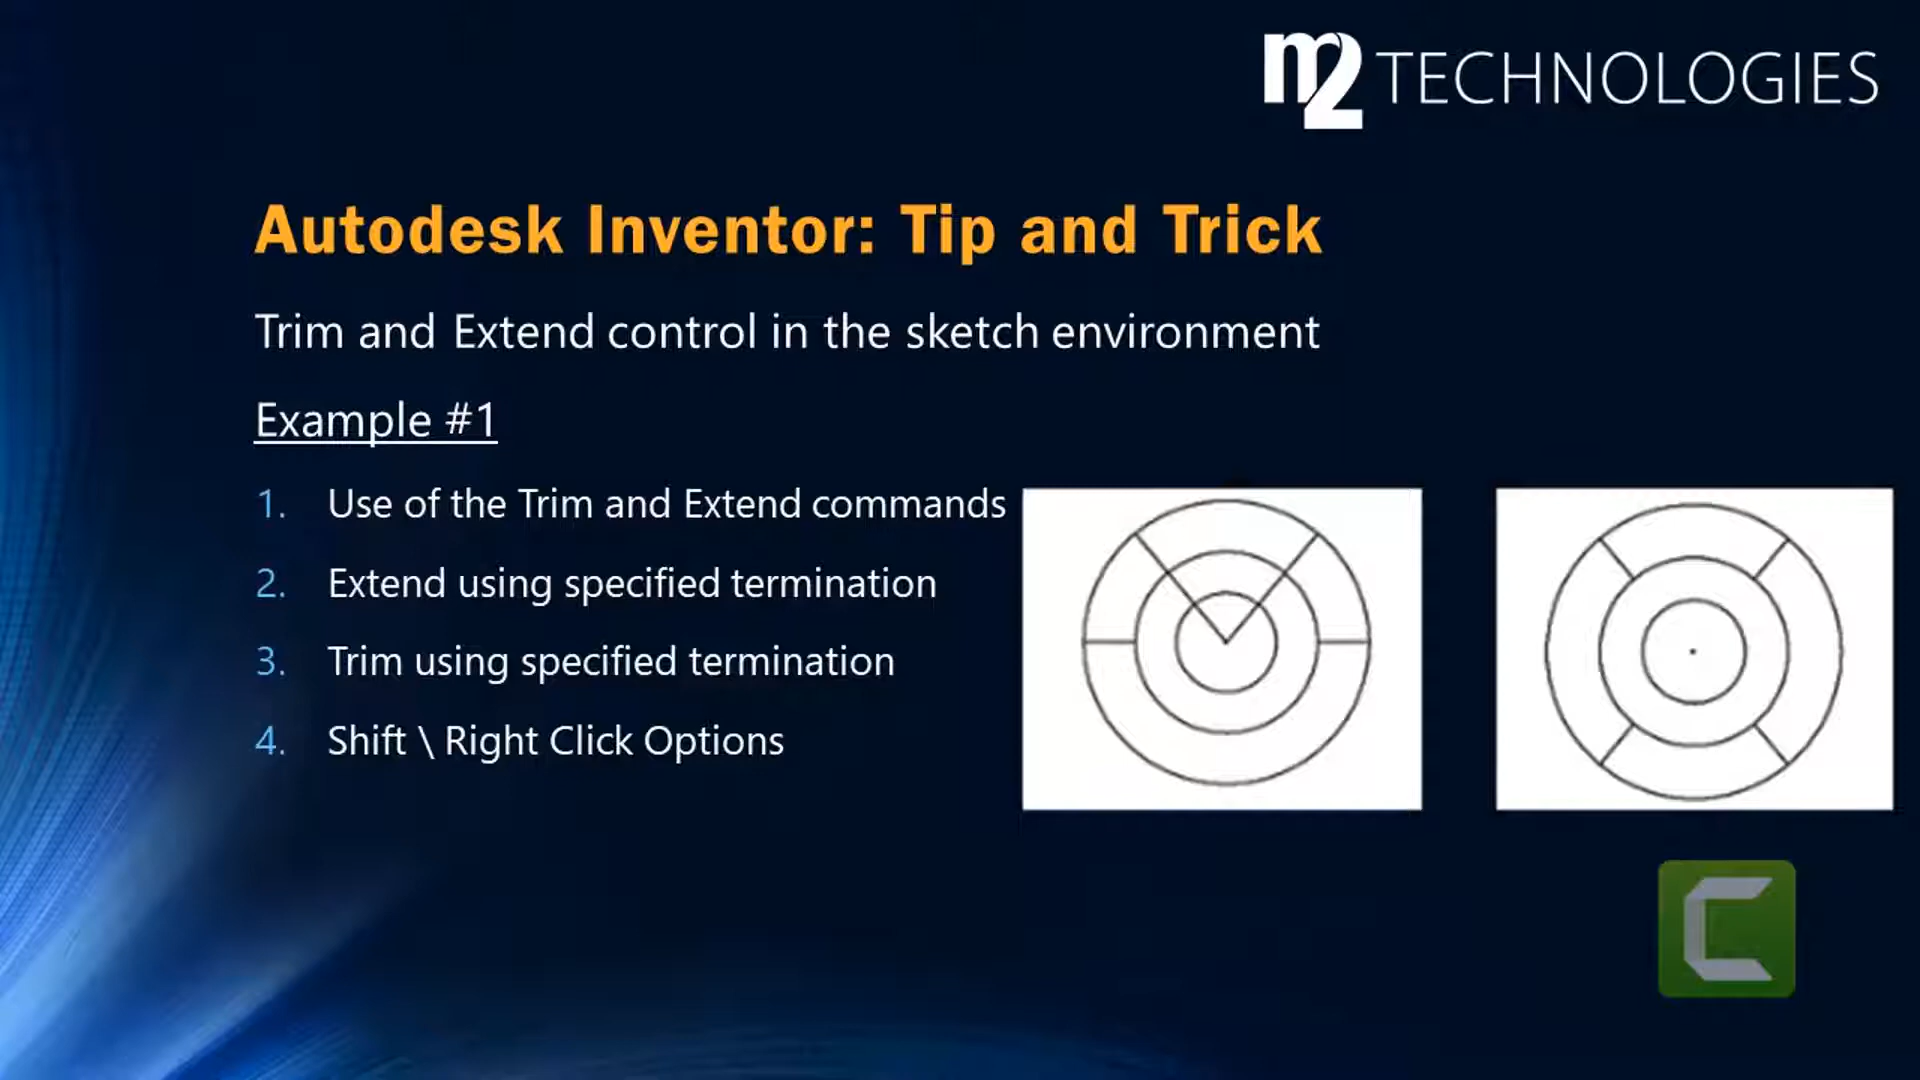 m2 TECHNOLOGIES
Autodesk Inventor: Tip and Trick
Trim and Extend control in the sketch environment
Example #1
1. Use of the Trim and Extend commands
2. Extend using specified termination
3. Trim using specified termination
4. Shift \ Right Click Options